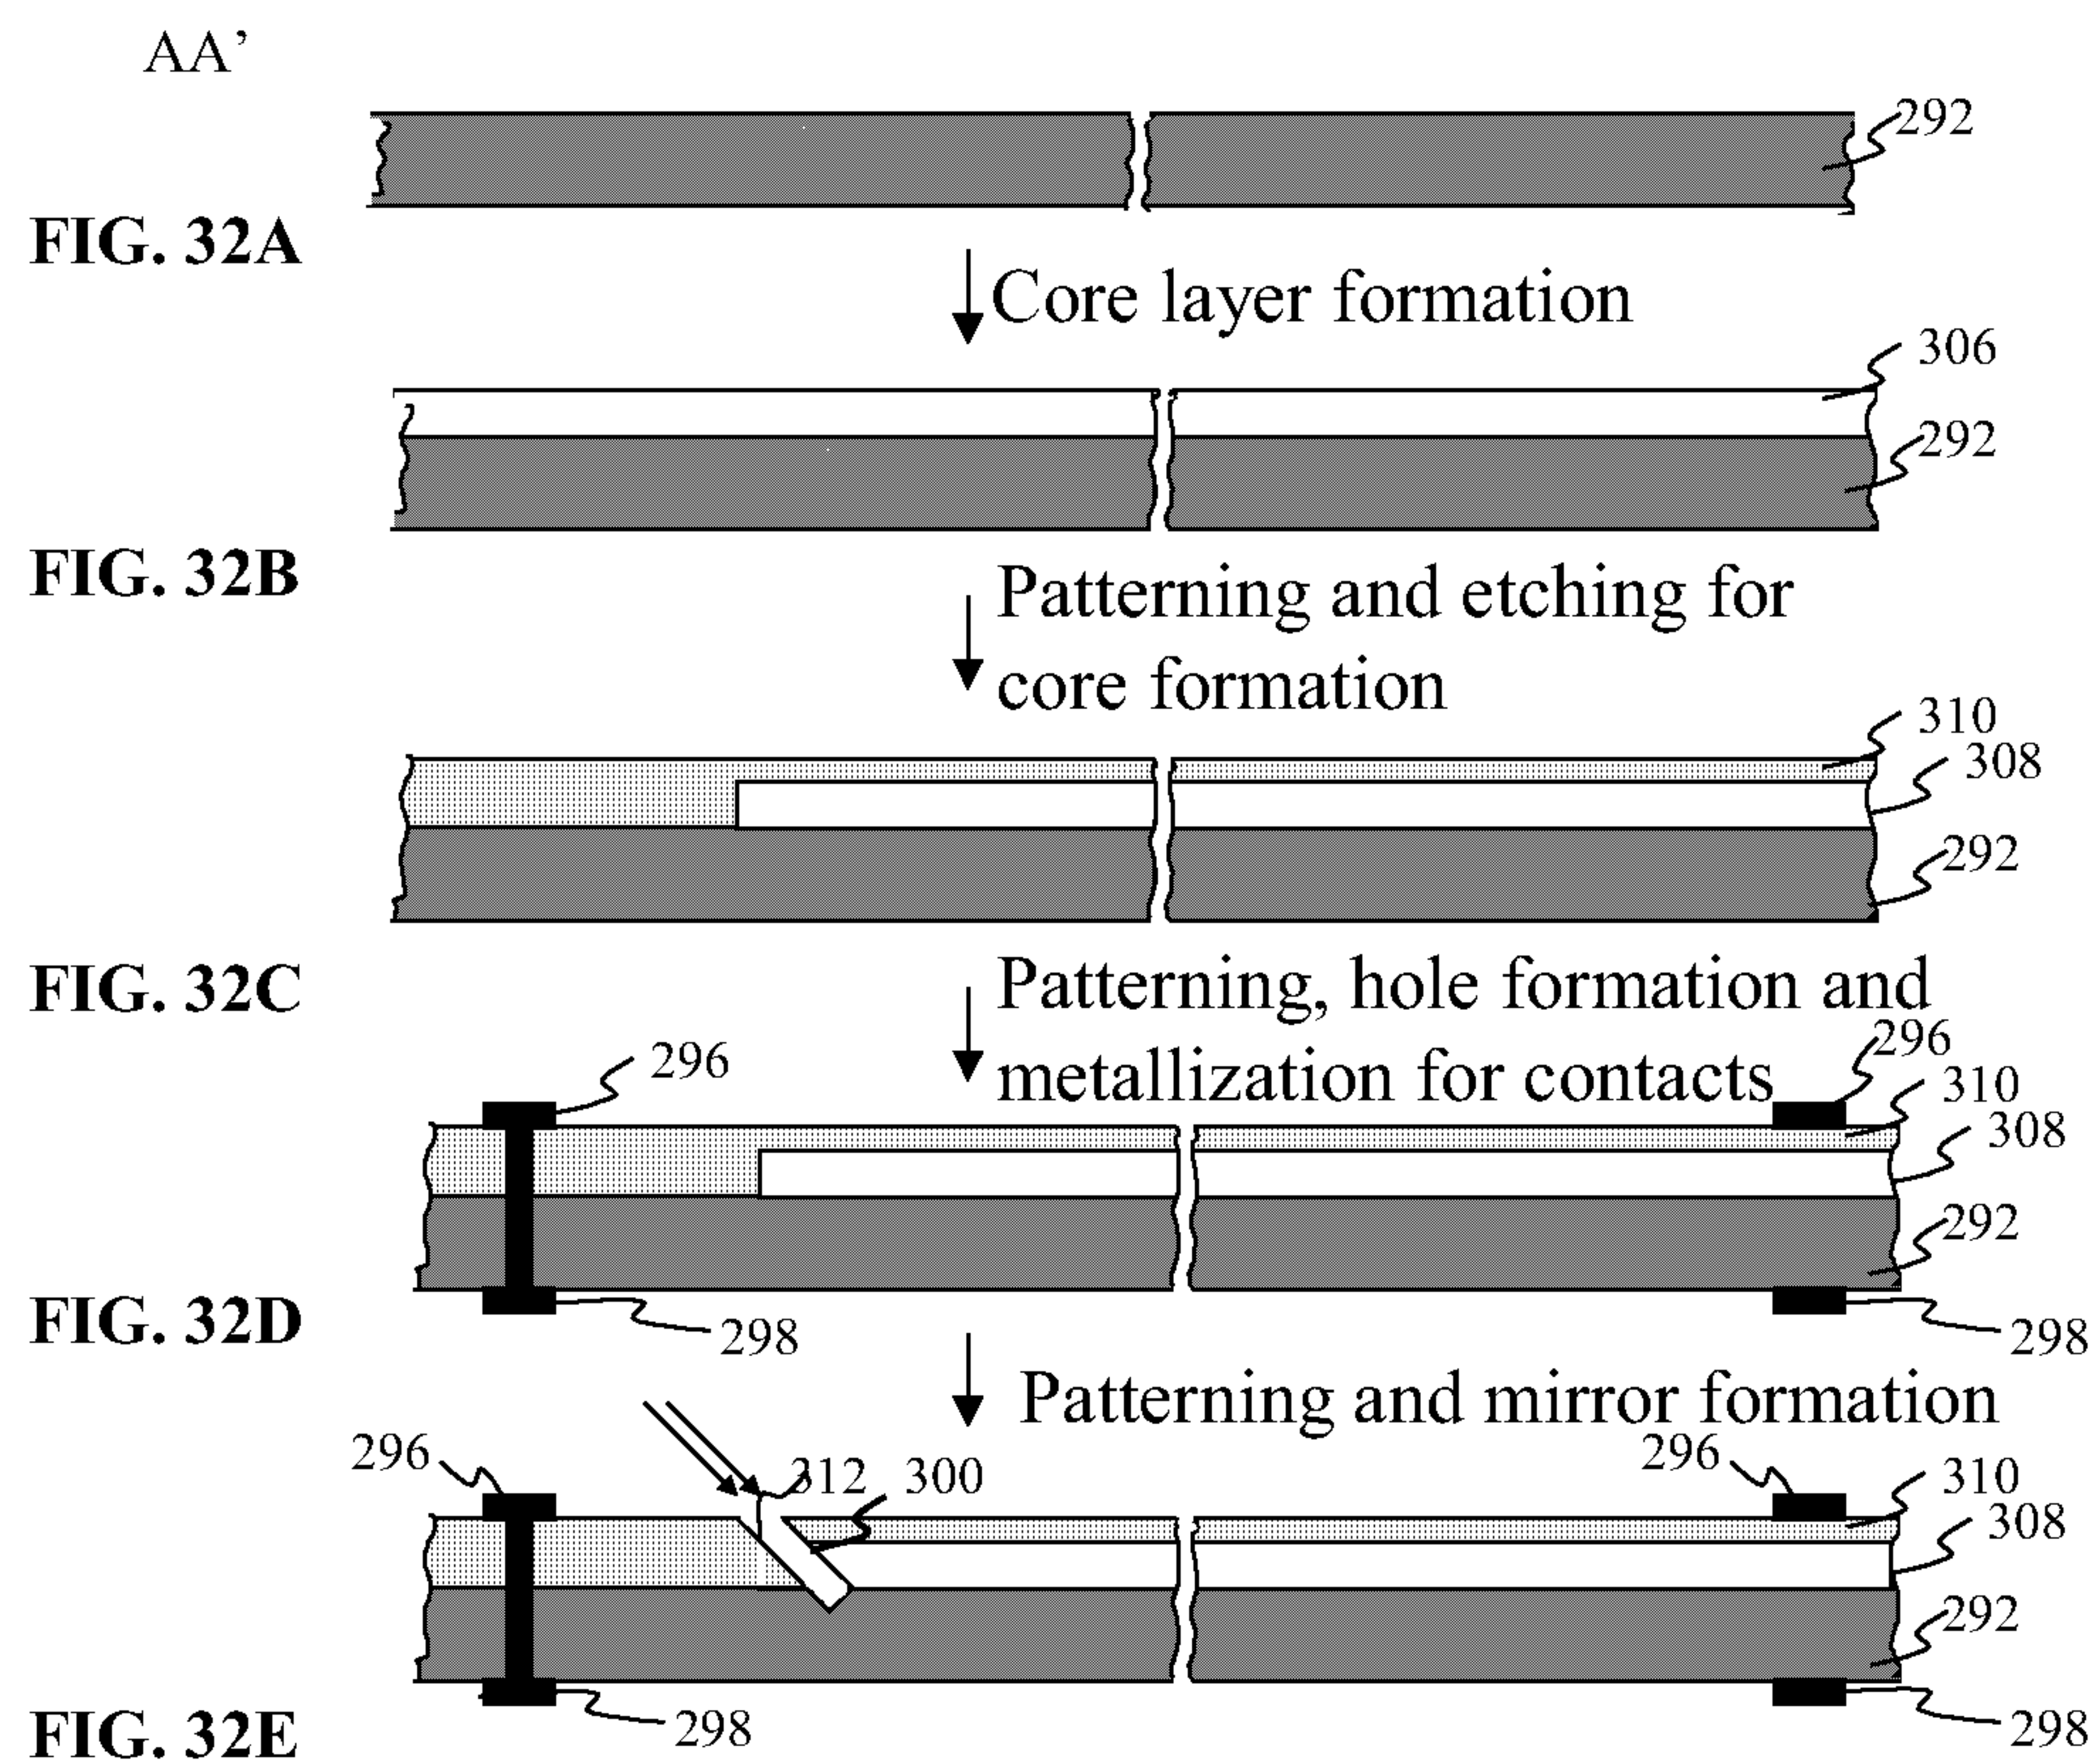 AA’
292
FIG. 32A
Core layer formation
306
292
FIG. 32B
Patterning and etching for
core formation
310
308
292
FIG. 32C
Patterning, hole formation and
metallization for contacts
296
296
310
308
292
298
298
FIG. 32D
Patterning and mirror formation
296
312
300
296
310
308
292
298
298
FIG. 32E